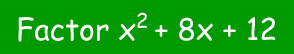 Factor x² + 8x + 12